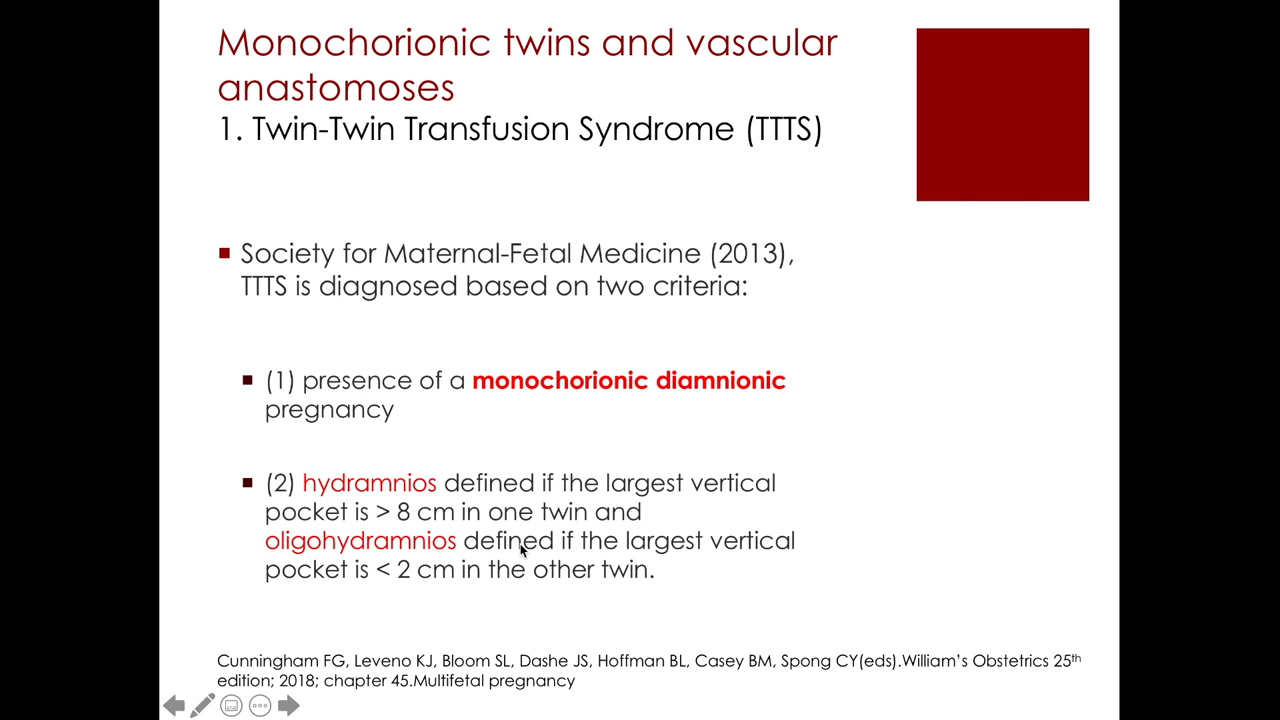 Monochorionic twins and vascular
anastomoses
1. Twin-Twin Transfusion Syndrome (TTTS)
Society for Maternal-Fetal Medicine (2013),
TTTS is diagnosed based on two criteria:
(1) presence of a monochorionic diamnionic
pregnancy
(2) hydramnios defined if the largest vertical
pocket is > 8 cm in one twin and
oligohydramnios defined if the largest vertical
pocket is < 2 cm in the other twin.
Cunningham FG, Leveno KJ, Bloom SL, Dashe JS, Hoffman BL, Casey BM, Spong CY(eds).William’s Obstetrics 25th
edition; 2018; chapter 45.Multifetal pregnancy